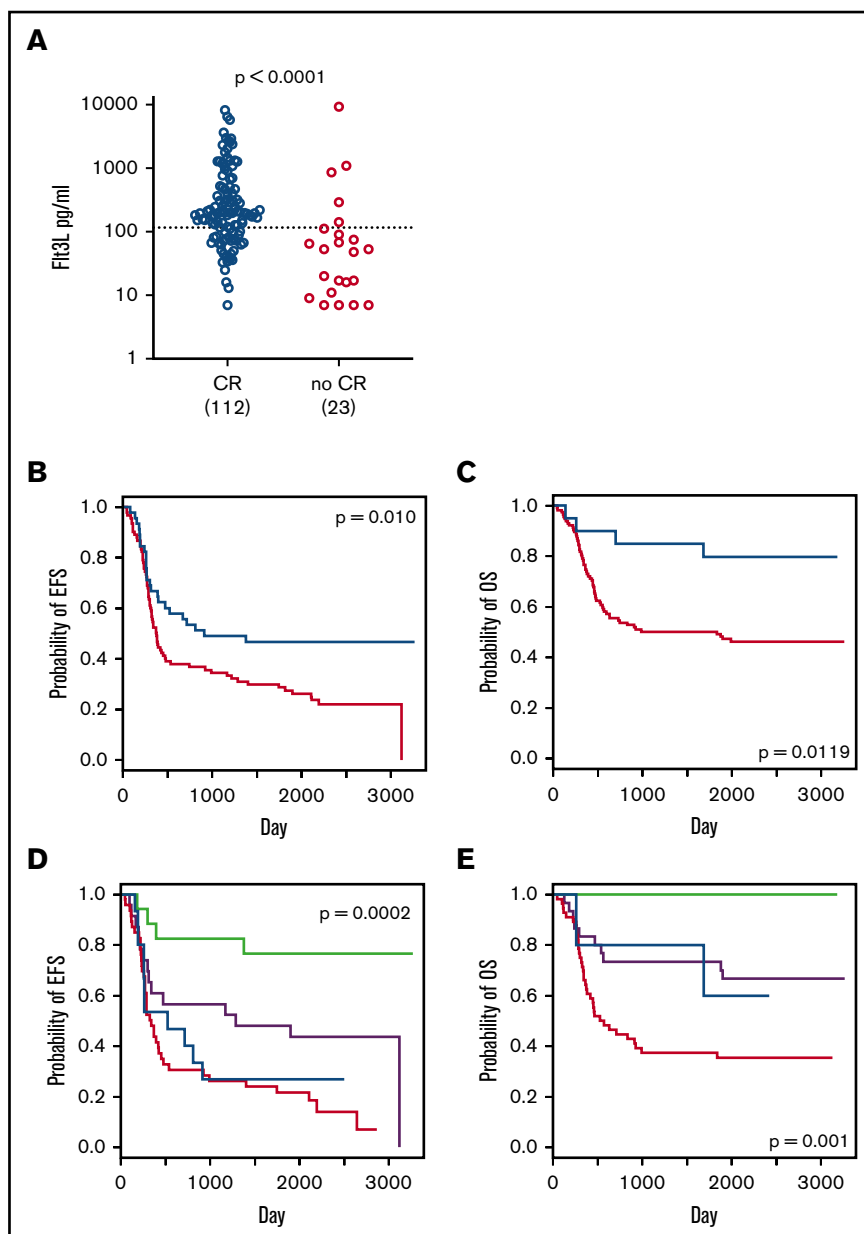 A
p < 0.0001
Flt3L pg/ml
10000
1000
100
10
1
CR
(112)
no CR
(23)
B
p = 0.010
Probability of EFS
1.0
0.8
0.6
0.4
0.2
0.0
0 1000 2000 3000
Day
C
Probability of OS
1.0
0.8
0.6
0.4
0.2
0.0
p = 0.0119
0 1000 2000 3000
Day
D
p = 0.0002
Probability of EFS
1.0
0.8
0.6
0.4
0.2
0.0
0 1000 2000 3000
Day
E
Probability of OS
1.0
0.8
0.6
0.4
0.2
0.0
p = 0.001
0 1000 2000 3000
Day